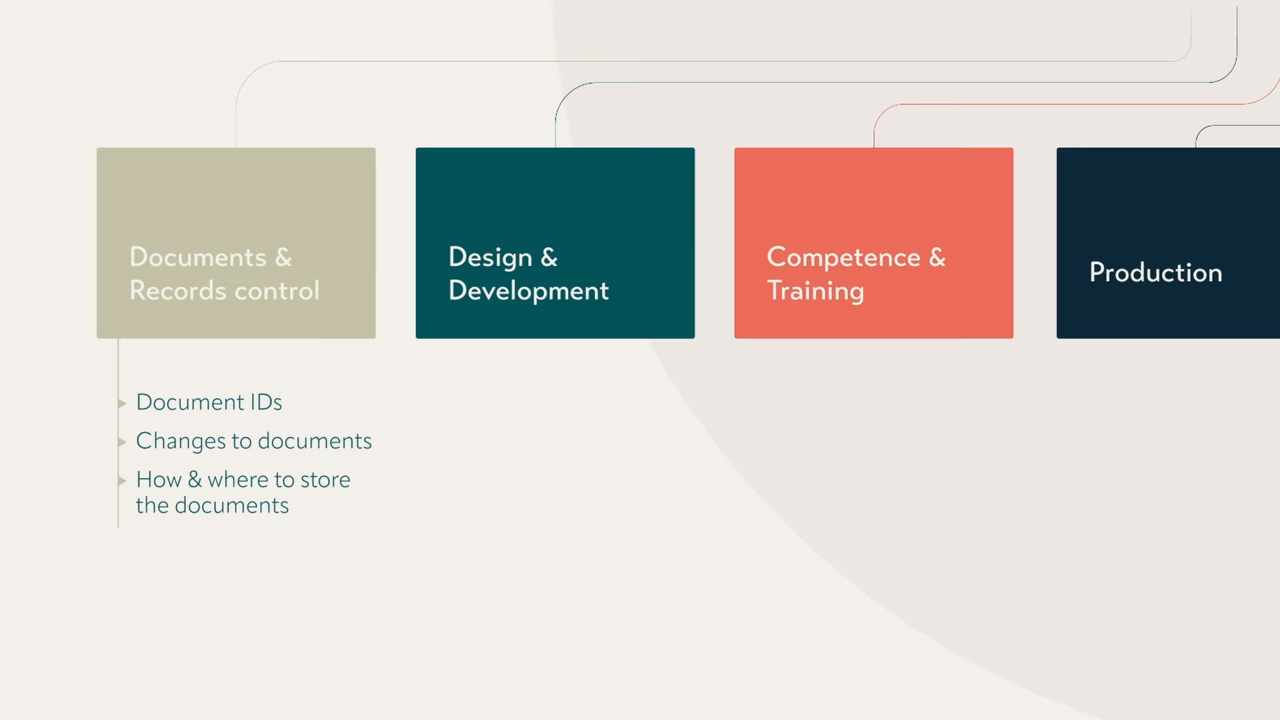 Documents &
Records control
Design &
Development
Competence &
Training
Production
Document IDs
Changes to documents
How & where to store
the documents